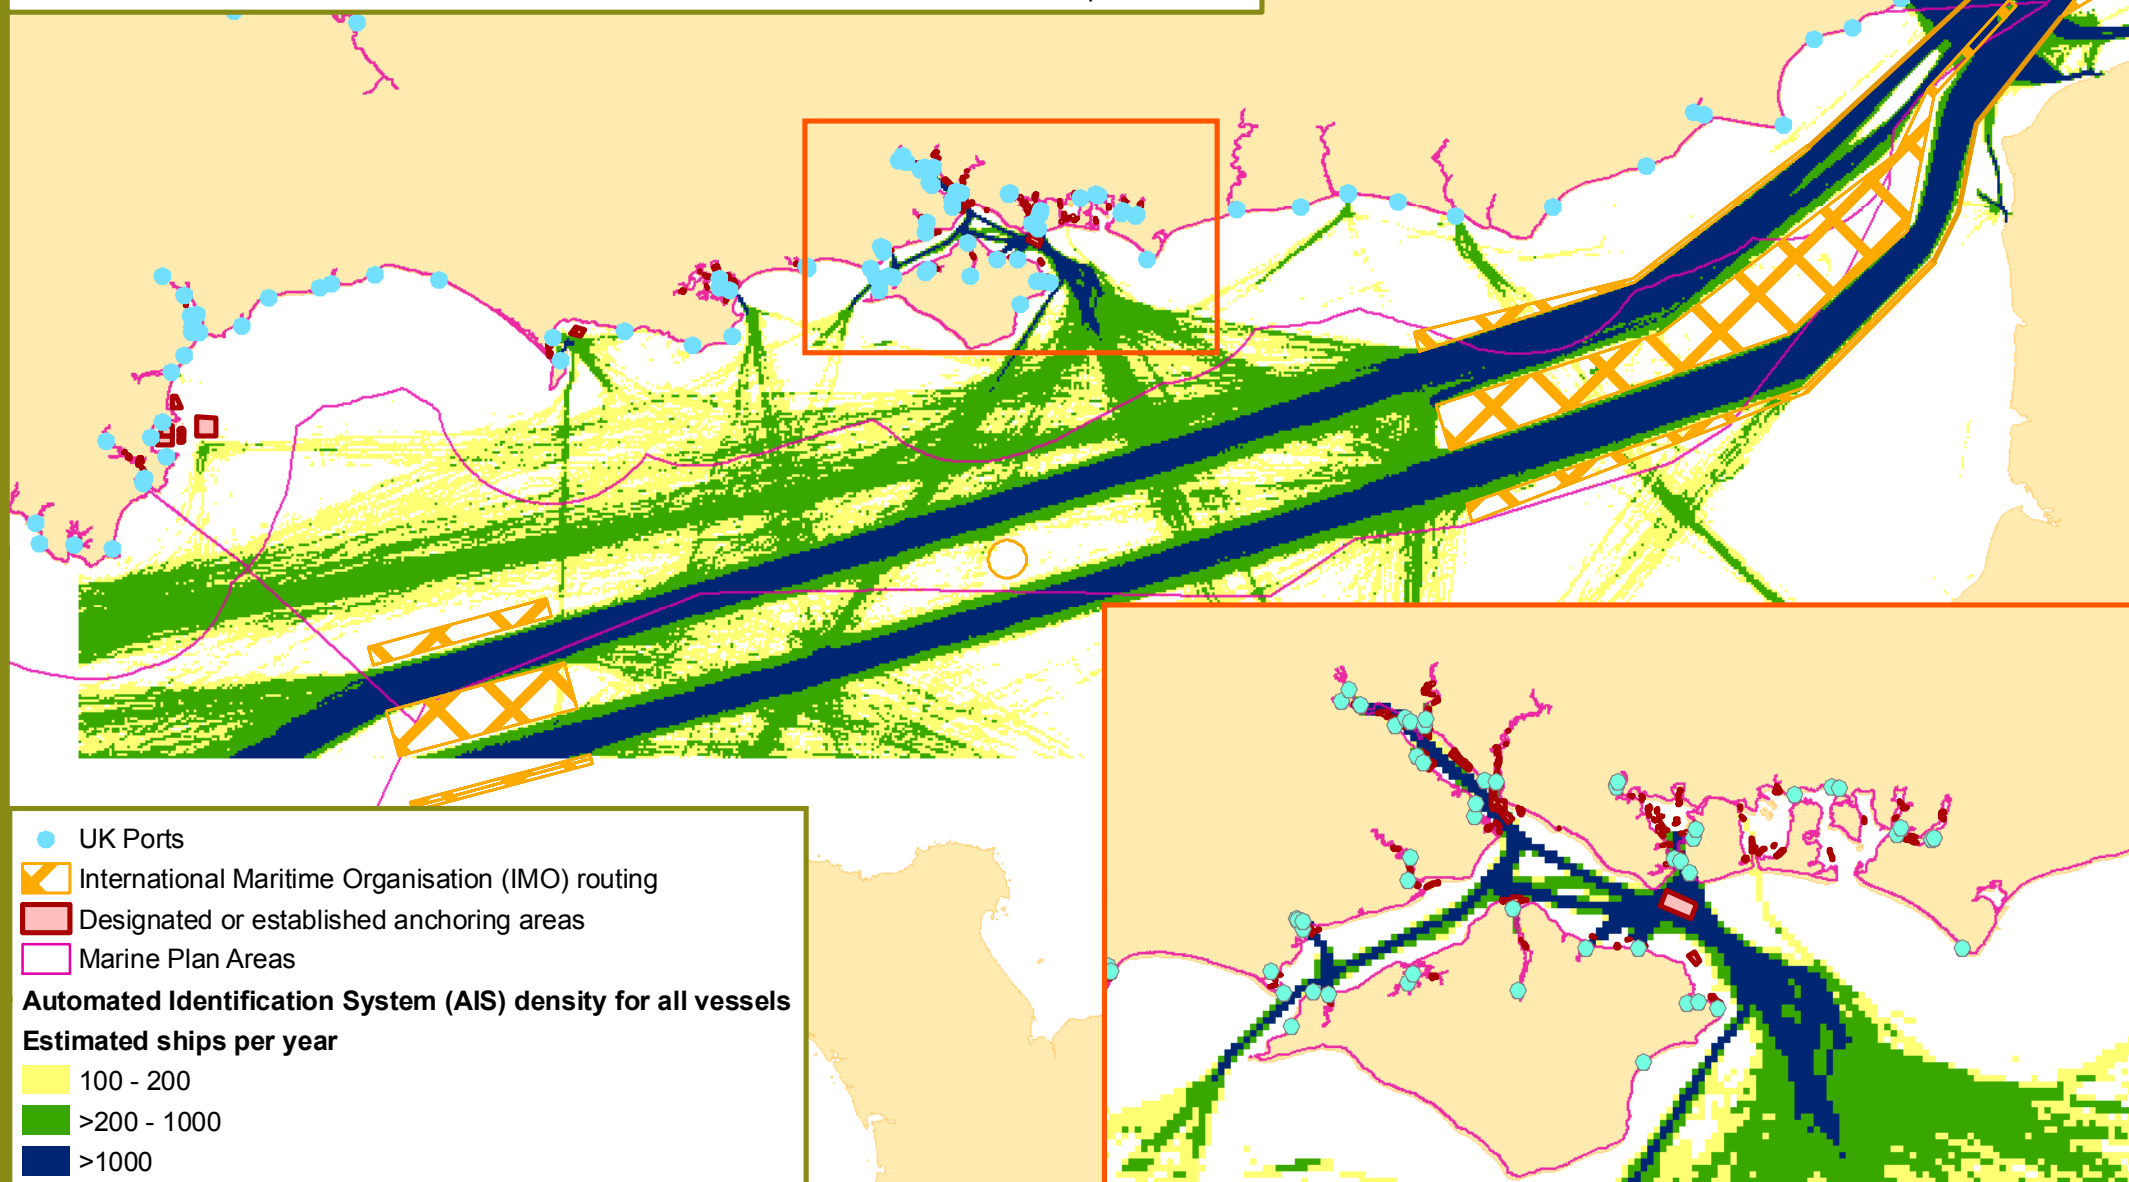 UK Ports
International Maritime Organisation (IMO) routing
Designated or established anchoring areas
Marine Plan Areas
Automated Identification System (AIS) density for all vessels
Estimated ships per year
100 - 200
>200 - 1000
>1000